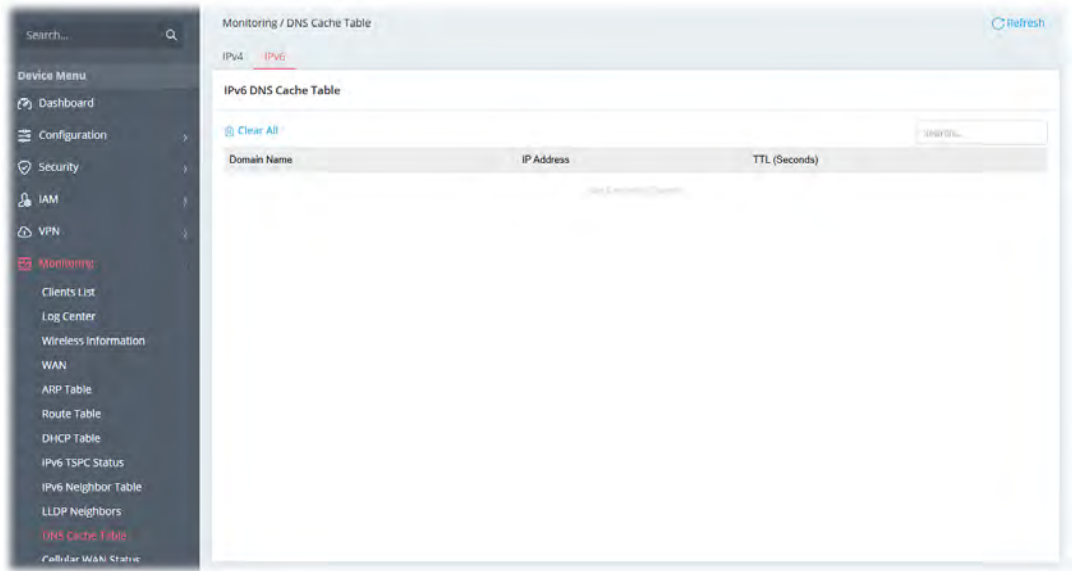 Search...
Device Menu
Dashboard
Configuration
Security
IAM
VPN
Monitoring
Clients List
Log Center
Wireless Information
WAN
ARP Table
Route Table
DHCP Table
IPv6 TSPC Status
IPv6 Neighbor Table
LLDP Neighbors
DNS Cache Table
Cellular WAN Status
Monitoring / DNS Cache Table
Refresh
IPv4 IPv6
IPv6 DNS Cache Table
Clear All
Search...
Domain Name IP Address TTL (Seconds)